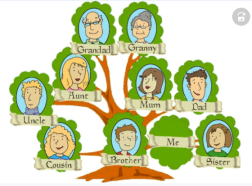 Grandad
Granny
Aunt
Mum
Dad
Uncle
Cousin
Brother
Me
Sister